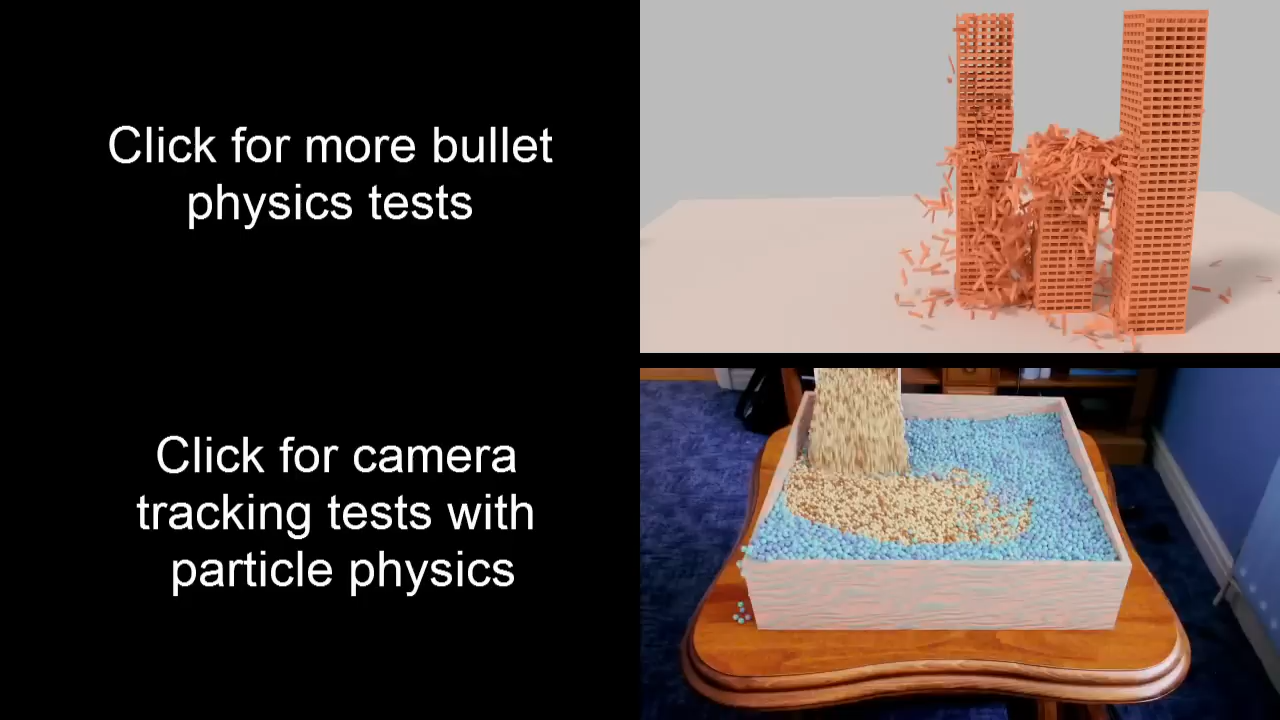 Click for more bullet
physics tests
Click for camera
tracking tests with
particle physics